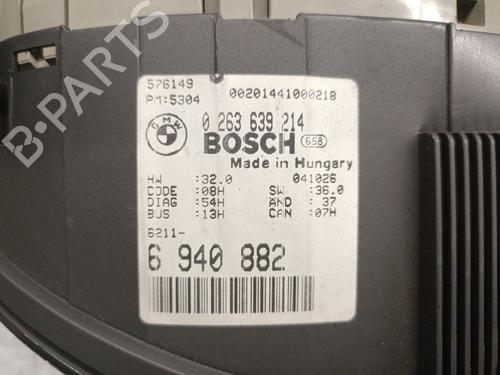 576149
PM:5304 00201441000218
BMW 0 263 639 214
BOSCH 658
Made in Hungary
HW :32.0 041026
CODE :08H SW :36.0
DIAG :54H AND : 37
BUS :13H CAN :07H
6211-
6 940 882
B-PARTS